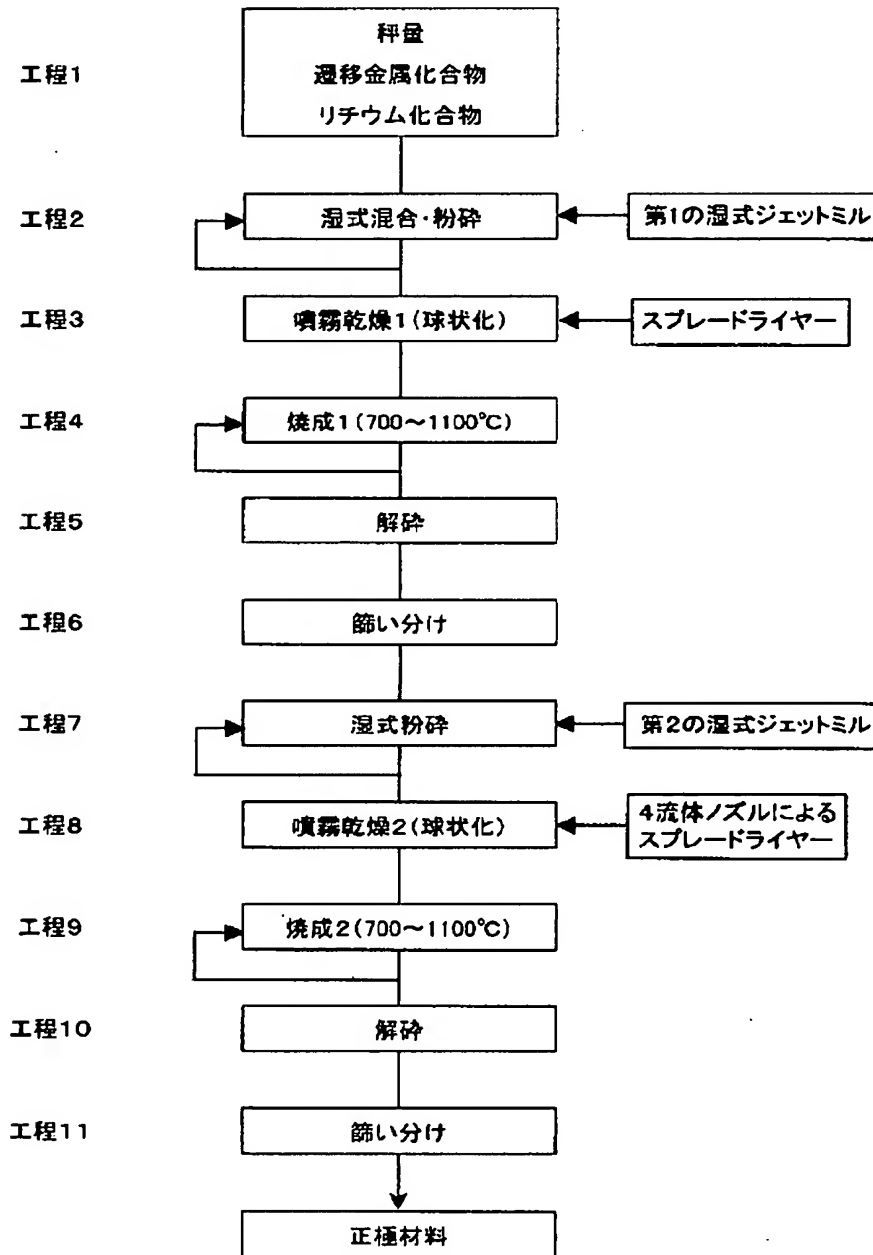 工程1
秤量
遷移金属化合物
リチウム化合物
工程2
湿式混合・粉砕
第1の湿式ジェットミル
工程3
噴霧乾燥1(球状化)
スプレードライヤー
工程4
焼成1(700〜1100℃)
工程5
解砕
工程6
篩い分け
工程7
湿式粉砕
第2の湿式ジェットミル
工程8
噴霧乾燥2(球状化)
4流体ノズルによる
スプレードライヤー
工程9
焼成2(700〜1100℃)
工程10
解砕
工程11
篩い分け
正極材料